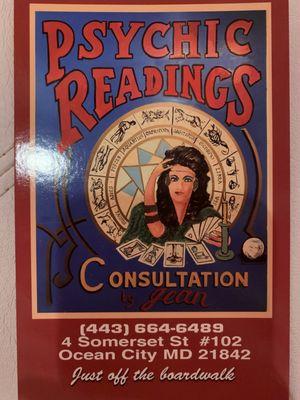 PSYCHIC
READINGS
CONSULTATION
by Jean
(443) 664-6489
4 Somerset St #102
Ocean City MD 21842
Just off the boardwalk